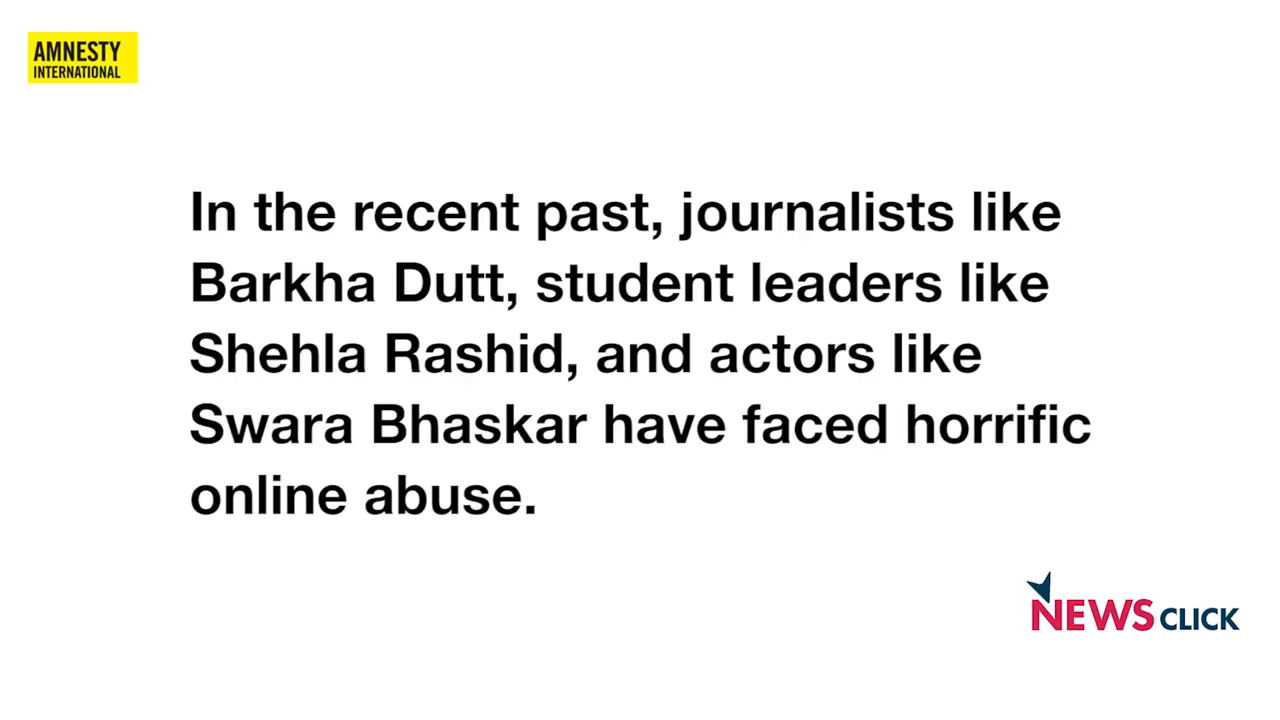 AMNESTY
INTERNATIONAL
In the recent past, journalists like
Barkha Dutt, student leaders like
Shehla Rashid, and actors like
Swara Bhaskar have faced horrific
online abuse.
NEWSCLICK